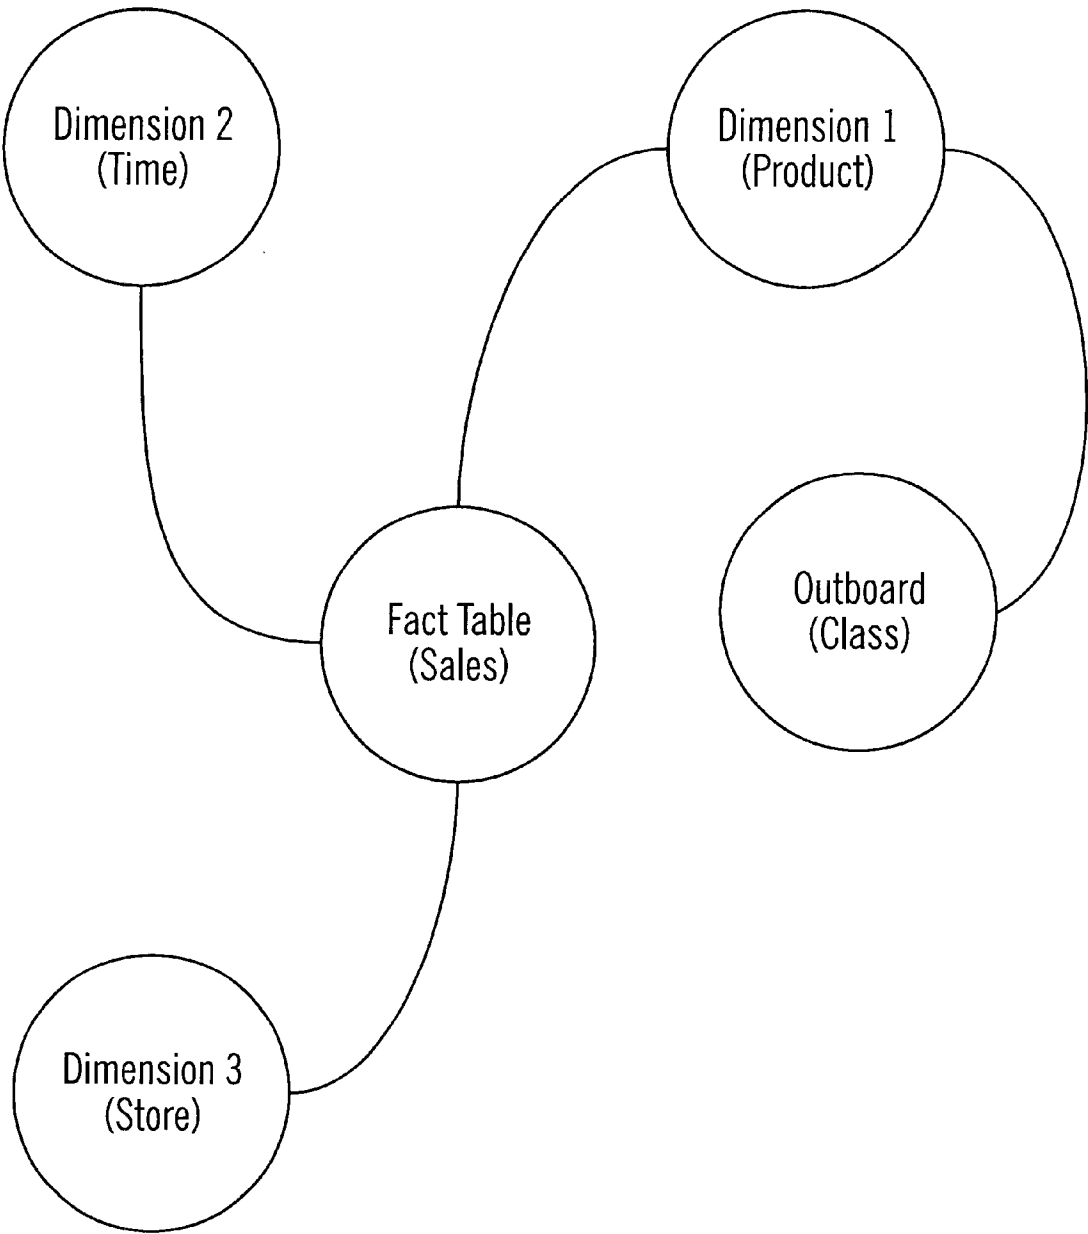 Dimension 2
(Time)
Dimension 1
(Product)
Outboard
(Class)
Fact Table
(Sales)
Dimension 3
(Store)